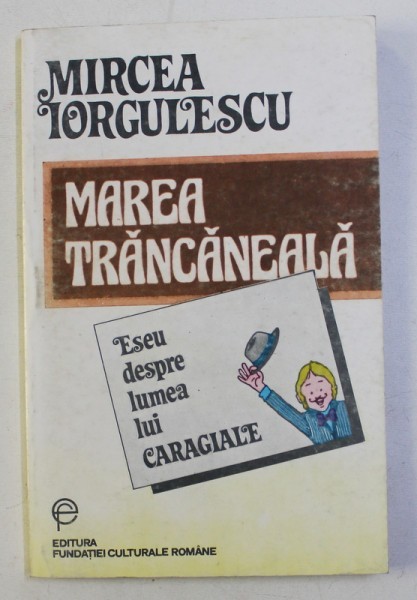 MIRCEA
IORGULESCU
MAREA
TRĂNCĂNEALĂ
Eseu
despre
lumea
lui
CARAGIALE
EDITURA
FUNDAȚIEI CULTURALE ROMÂNE